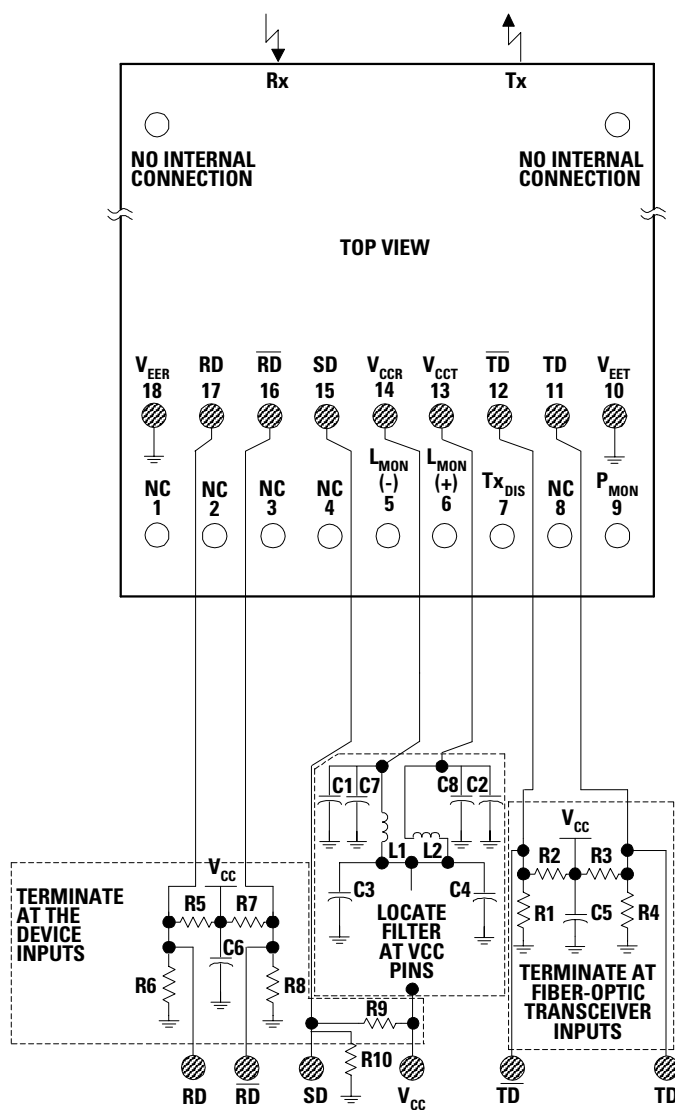 Rx
Tx
NO INTERNAL
CONNECTION
NO INTERNAL
CONNECTION
TOP VIEW
VEER
18
RD
17
R̅D̅
16
SD
15
VCCR
14
VCCT
13
T̅D̅
12
TD
11
VEET
10
NC
1
NC
2
NC
3
NC
4
LMON
(-)
5
LMON
(+)
6
TxDIS
7
NC
8
PMON
9
C1
C7
C8
C2
L1
L2
C3
C4
LOCATE
FILTER
AT VCC
PINS
VCC
R2
R3
R1
C5
R4
TERMINATE AT
FIBER-OPTIC
TRANSCEIVER
INPUTS
TERMINATE
AT THE
DEVICE
INPUTS
VCC
R5
R7
C6
R6
R8
R9
R10
RD
R̅D̅
SD
VCC
T̅D̅
TD